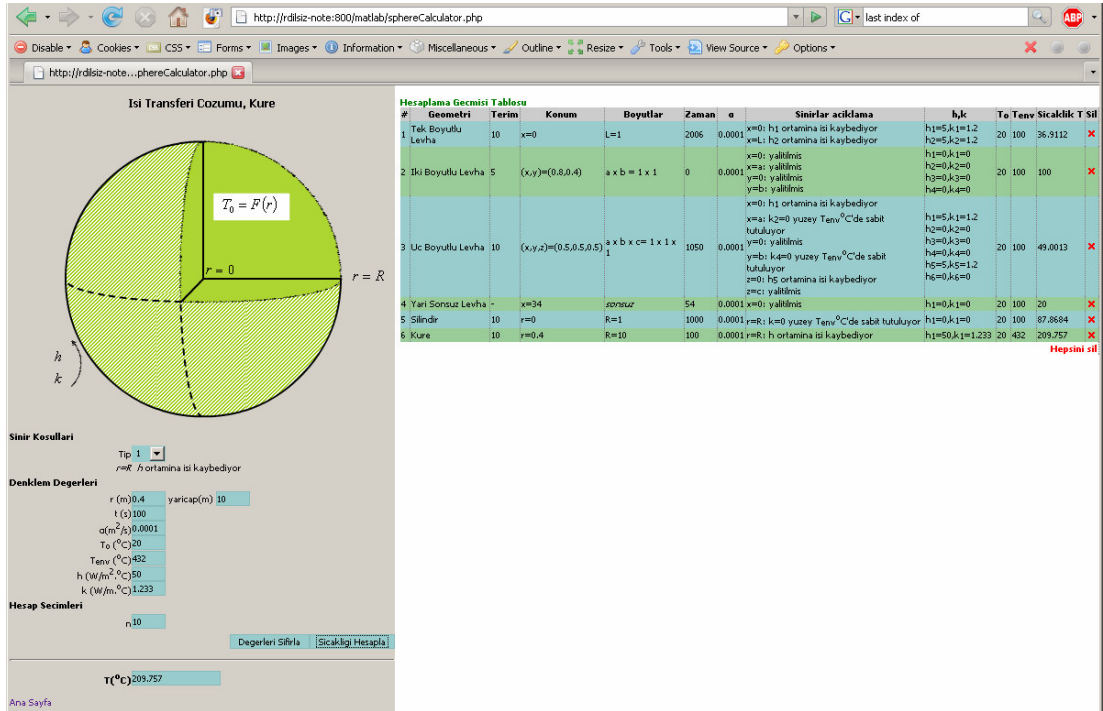 http://rdilsiz-note:800/matlab/sphereCalculator.php
G last index of
ABP
Disable Cookies CSS Forms Images Information Miscellaneous Outline Resize Tools View Source Options
http://rdilsiz-note...phereCalculator.php
Isi Transferi Cozumu, Kure
T₀ = F(r)
r = 0
r = R
h
k
Sinir Kosullari
Tip 1
r=R h ortamina isi kaybediyor
Denklem Degerleri
r (m) 0.4 yaricap(m) 10
t (s) 100
α(m²/s) 0.0001
To (°C) 20
Tenv (°C) 432
h (W/m².°C) 50
k (W/m.°C) 1.233
Hesap Secimleri
n 10
Degerleri Sifirla Sicakligi Hesapla
T(°C) 209.757
Ana Sayfa
Hesaplama Gecmisi Tablosu
# Geometri Terim Konum Boyutlar Zaman α Sinirlar aciklama h,k To Tenv Sicaklik T Sil
1 Tek Boyutlu Levha 10 x=0 L=1 2006 0.0001 x=0: h1 ortamina isi kaybediyor h1=5,k1=1.2 20 100 36.9112
x=L: h2 ortamina isi kaybediyor h2=5,k2=1.2
2 Iki Boyutlu Levha 5 (x,y)=(0.8,0.4) a x b = 1 x 1 0 0.0001 x=0: yalitilmis h1=0,k1=0 20 100 100
x=a: yalitilmis h2=0,k2=0
y=0: yalitilmis h3=0,k3=0
y=b: yalitilmis h4=0,k4=0
3 Uc Boyutlu Levha 10 (x,y,z)=(0.5,0.5,0.5) a x b x c= 1 x 1 x 1 1050 0.0001 x=0: h1 ortamina isi kaybediyor h1=5,k1=1.2 20 100 49.0013
x=a: k2=0 yuzey Tenv°C'de sabit tutuluyor h2=0,k2=0
y=0: yalitilmis h3=0,k3=0
y=b: k4=0 yuzey Tenv°C'de sabit tutuluyor h4=0,k4=0
z=0: h5 ortamina isi kaybediyor h5=5,k5=1.2
z=c: yalitilmis h6=0,k6=0
4 Yari Sonsuz Levha - x=34 sonsuz 54 0.0001 x=0: yalitilmis h1=0,k1=0 20 100 20
5 Silindir 10 r=0 R=1 1000 0.0001 r=R: k=0 yuzey Tenv°C'de sabit tutuluyor h1=0,k1=0 20 100 87.8684
6 Kure 10 r=0.4 R=10 100 0.0001 r=R: h ortamina isi kaybediyor h1=50,k1=1.233 20 432 209.757
Hepsini sil